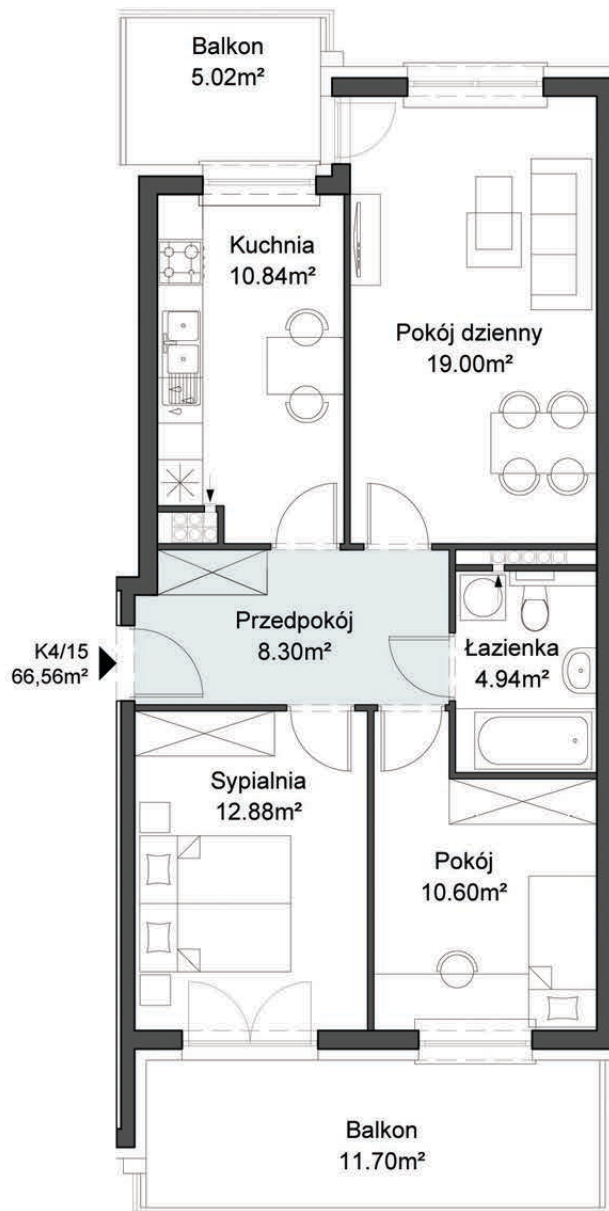 Balkon
5.02m²
Kuchnia
10.84m²
Pokój dzienny
19.00m²
Przedpokój
8.30m²
K4/15
66,56m²
Łazienka
4.94m²
Sypialnia
12.88m²
Pokój
10.60m²
Balkon
11.70m²